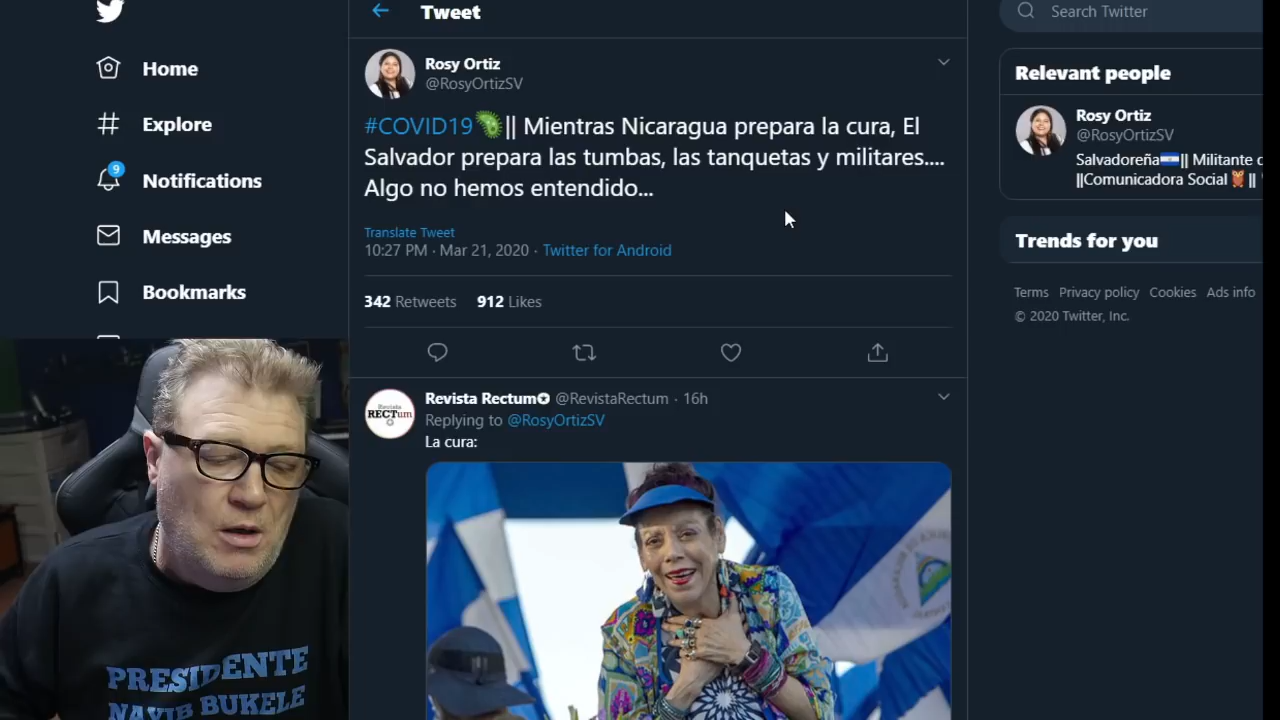 Tweet
Search Twitter
Home
Explore
9
Notifications
Messages
Bookmarks
Rosy Ortiz
@RosyOrtizSV
#COVID19🦠|| Mientras Nicaragua prepara la cura, El
Salvador prepara las tumbas, las tanquetas y militares....
Algo no hemos entendido...
Translate Tweet
10:27 PM · Mar 21, 2020 · Twitter for Android
342 Retweets 912 Likes
Revista Rectum @RevistaRectum · 16h
Replying to @RosyOrtizSV
La cura:
Revista
RECTum
Relevant people
Rosy Ortiz
@RosyOrtizSV
Salvadoreña🇸🇻|| Militante
||Comunicadora Social🦉||
Trends for you
Terms Privacy policy Cookies Ads info
© 2020 Twitter, Inc.
PRESIDENTE
NAYIB BUKELE